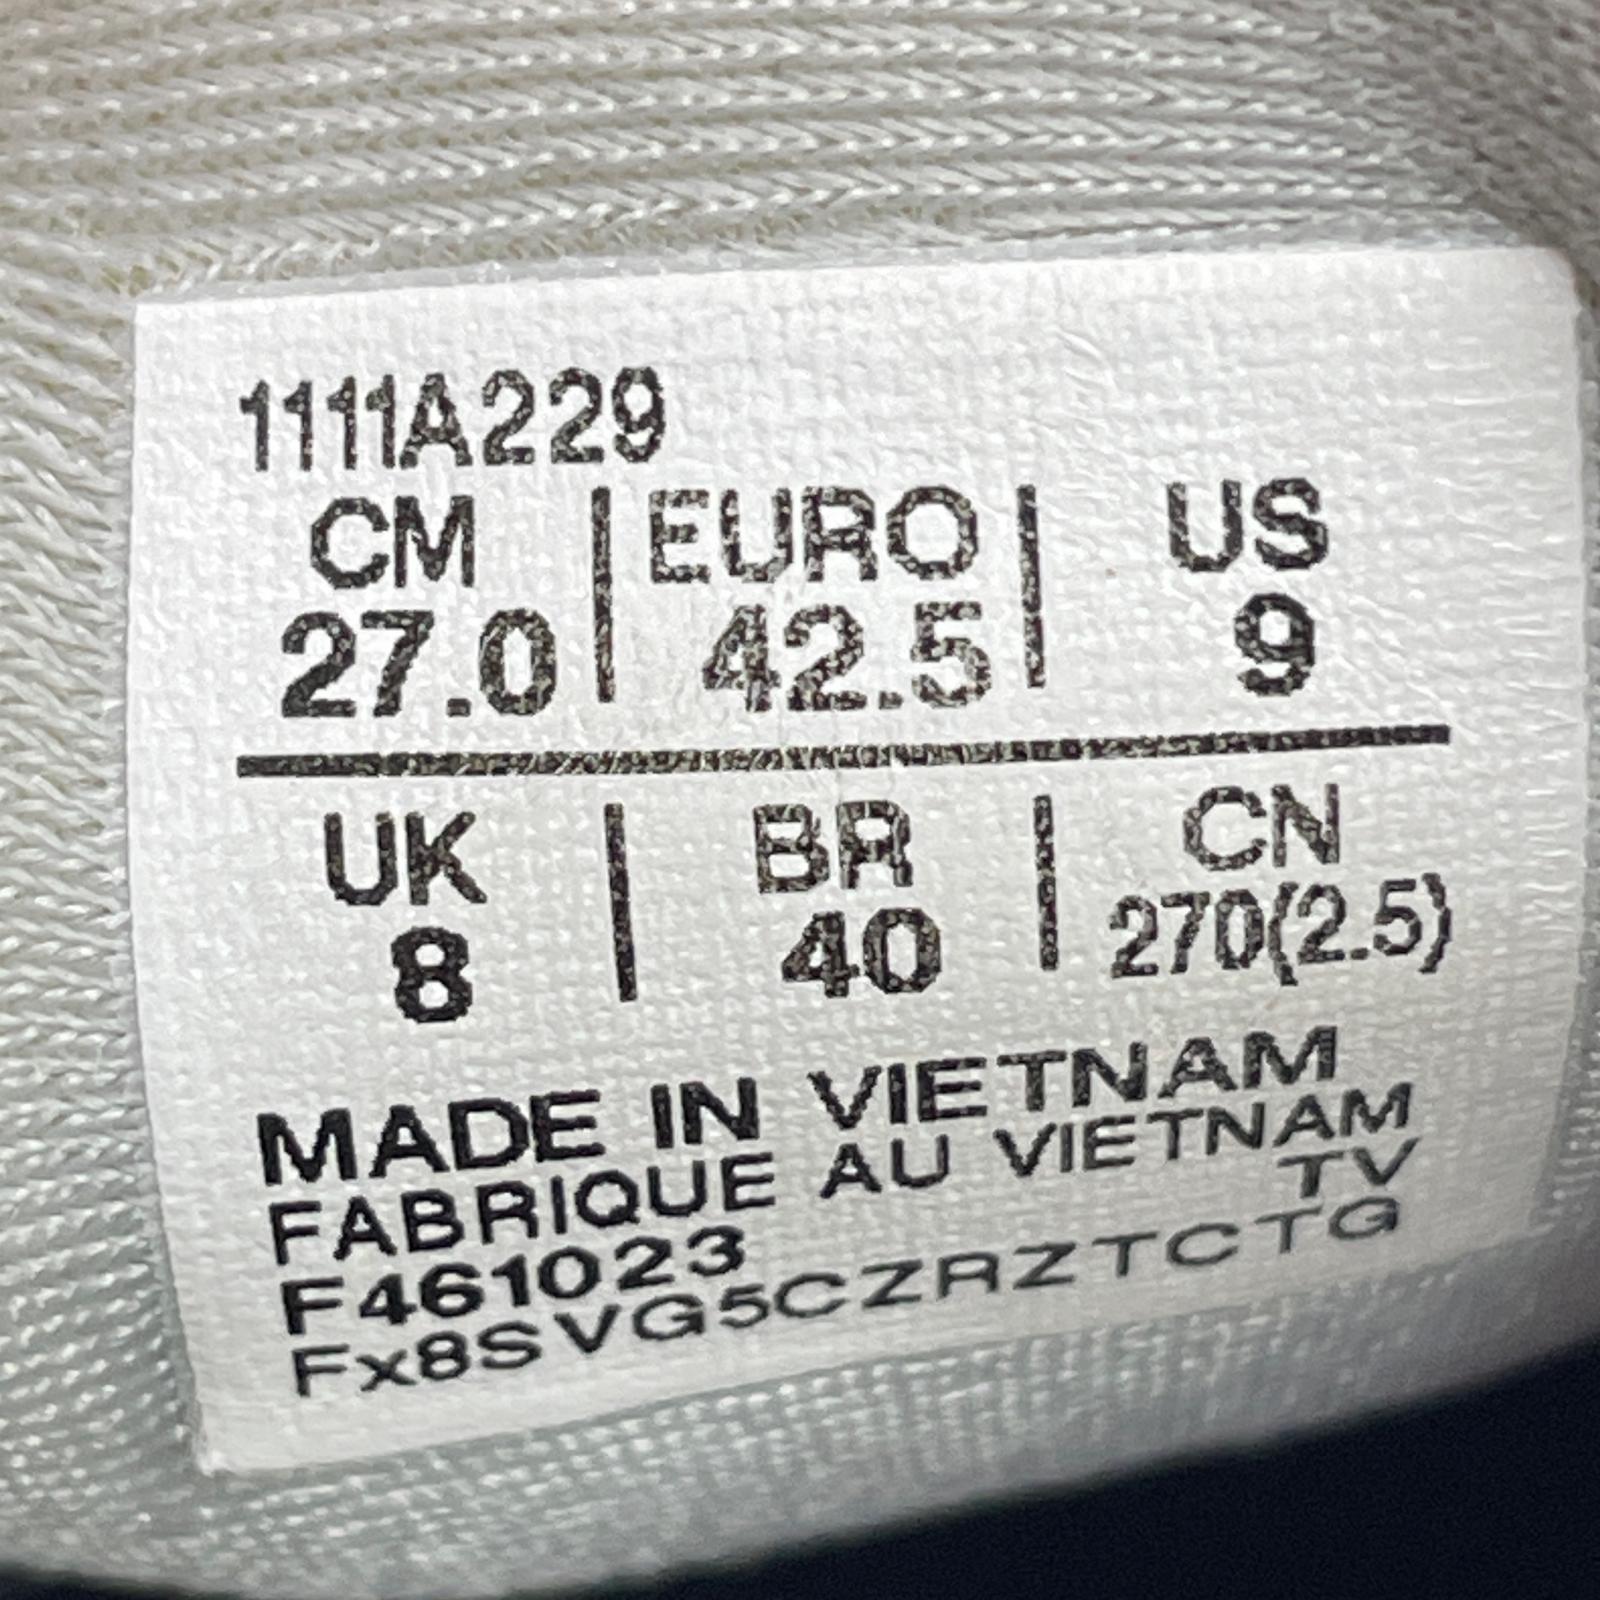 1111A229
CM | EURO | US
27.0 | 42.5 | 9
UK | BR | CN
8 | 40 | 270(2.5)
MADE IN VIETNAM
FABRIQUE AU VIETNAM
TV
F461023
Fx8SVG5CZRZTCTG